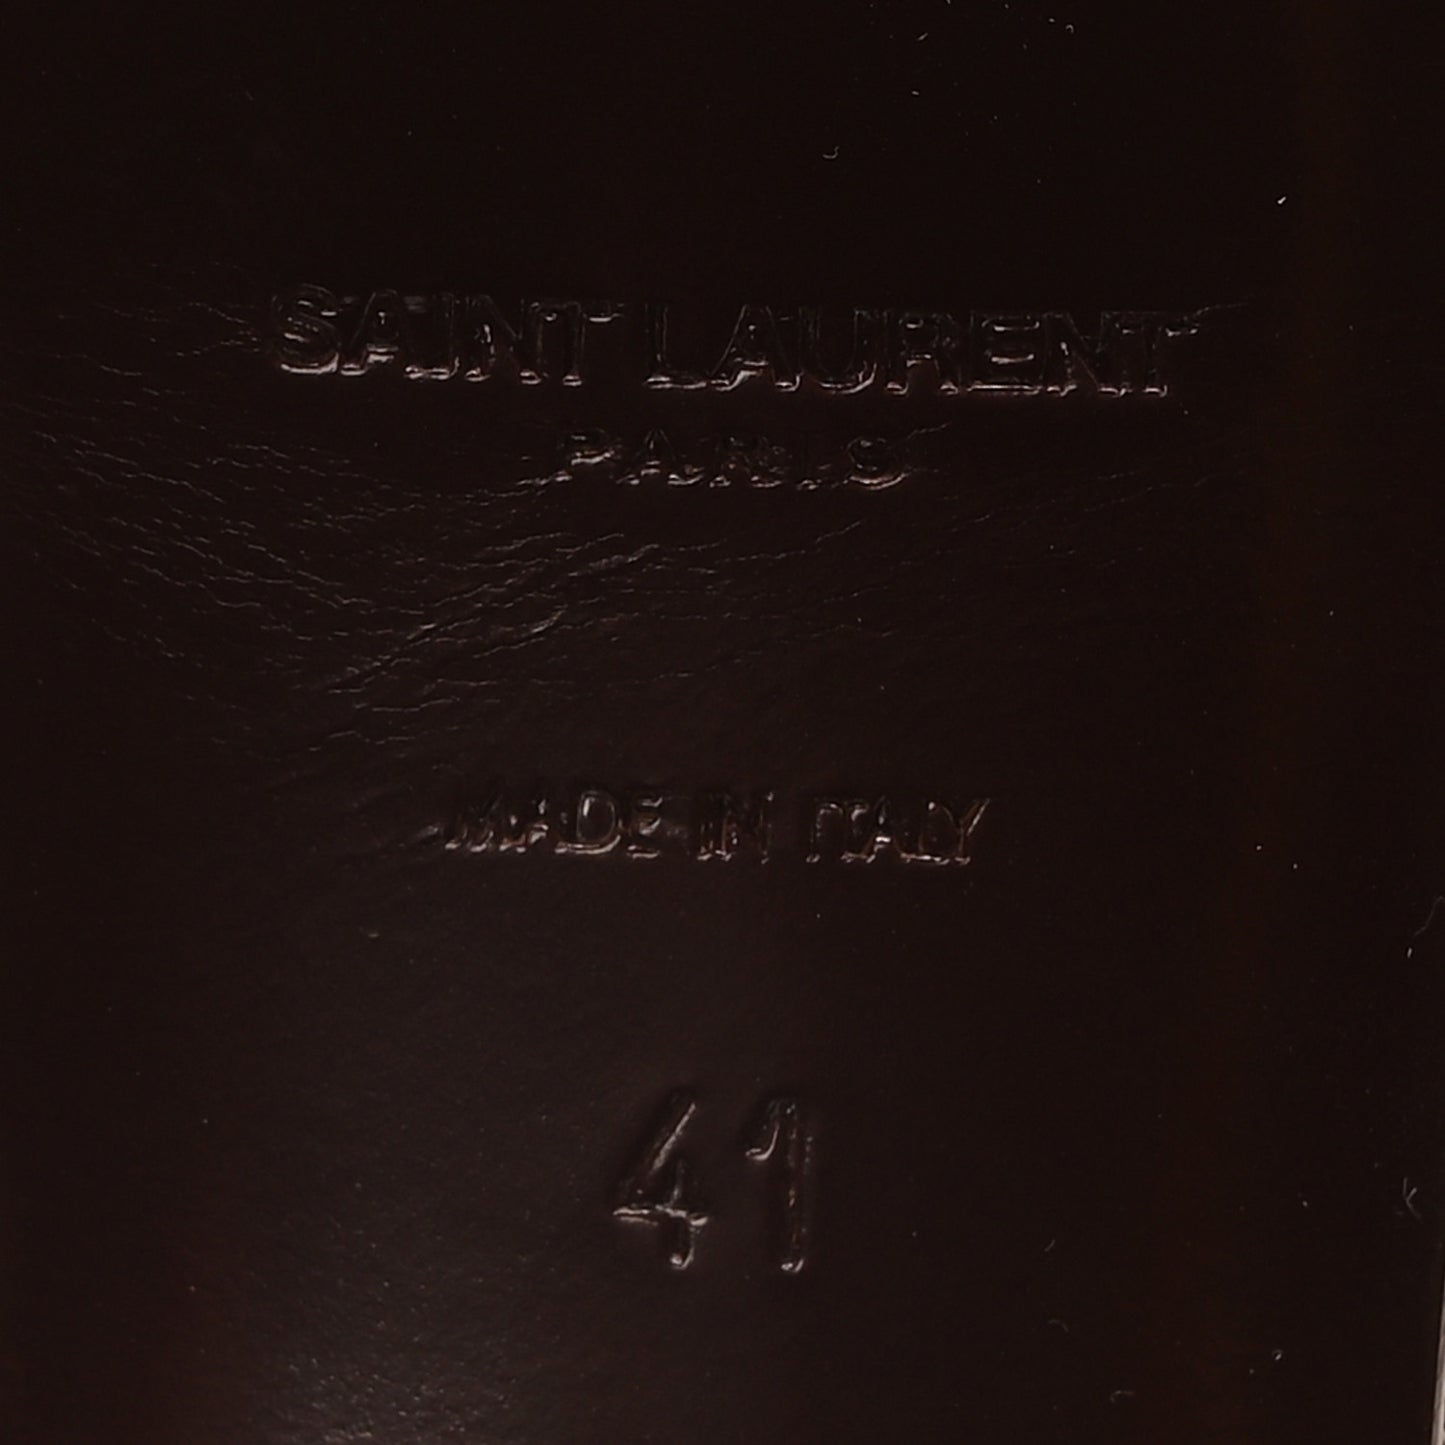 SAINT LAURENT
PARIS
MADE IN ITALY
41